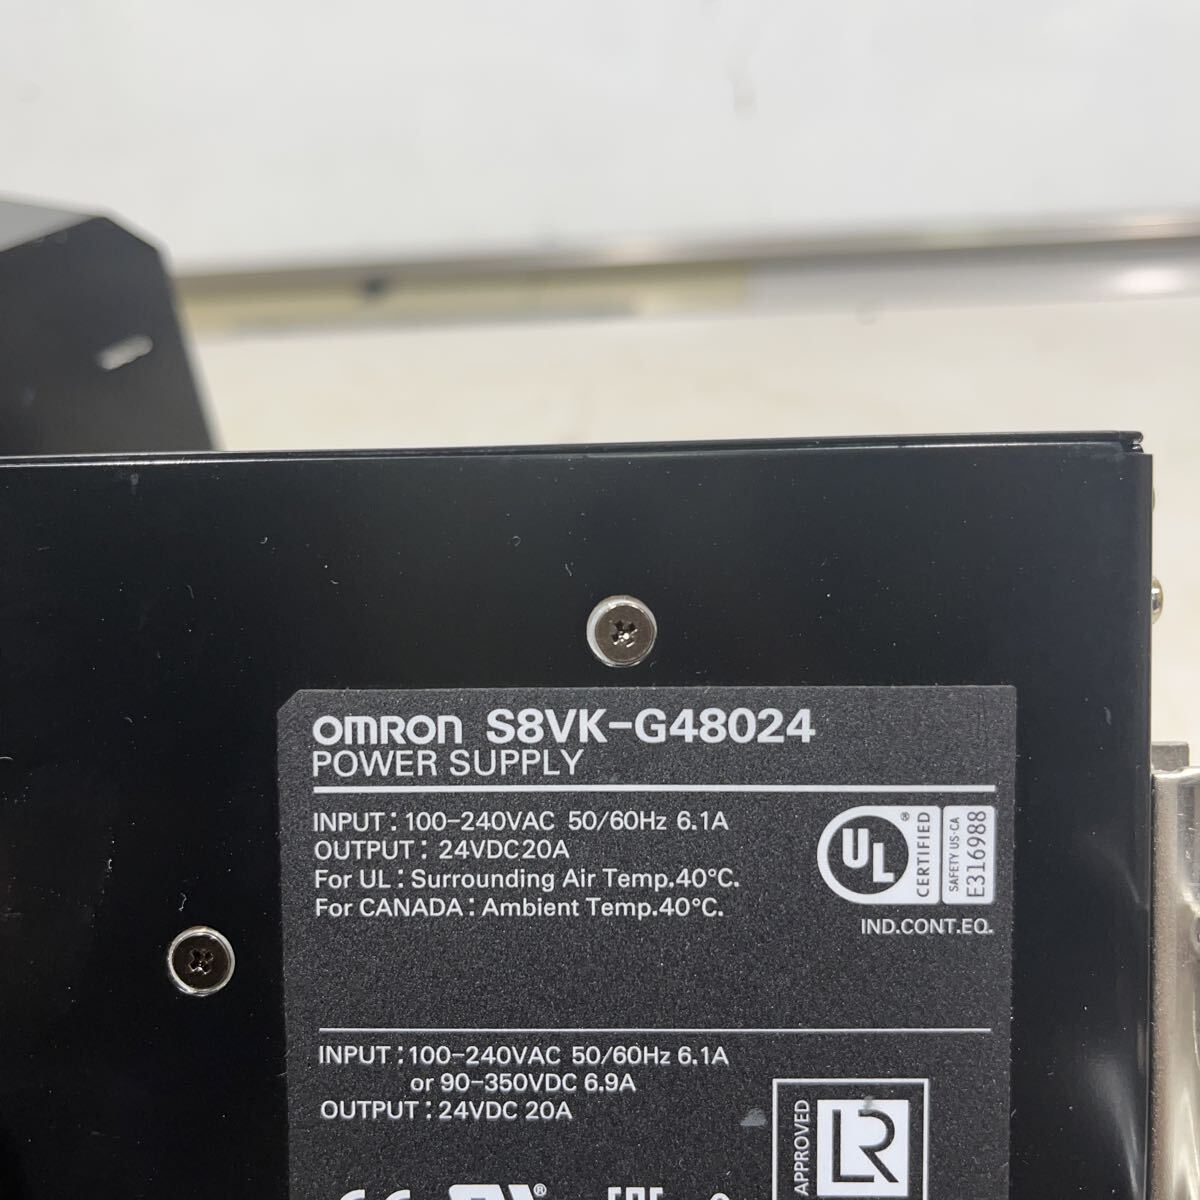 OMRON S8VK-G48024
POWER SUPPLY
INPUT: 100-240VAC 50/60Hz 6.1A
OUTPUT: 24VDC20A
For UL: Surrounding Air Temp.40°C.
For CANADA: Ambient Temp.40°C.
UL ® CERTIFIED
SAFETY US-CA
E316988
IND.CONT.EQ.
INPUT: 100-240VAC 50/60Hz 6.1A
or 90-350VDC 6.9A
OUTPUT: 24VDC 20A
APPROVED
LR